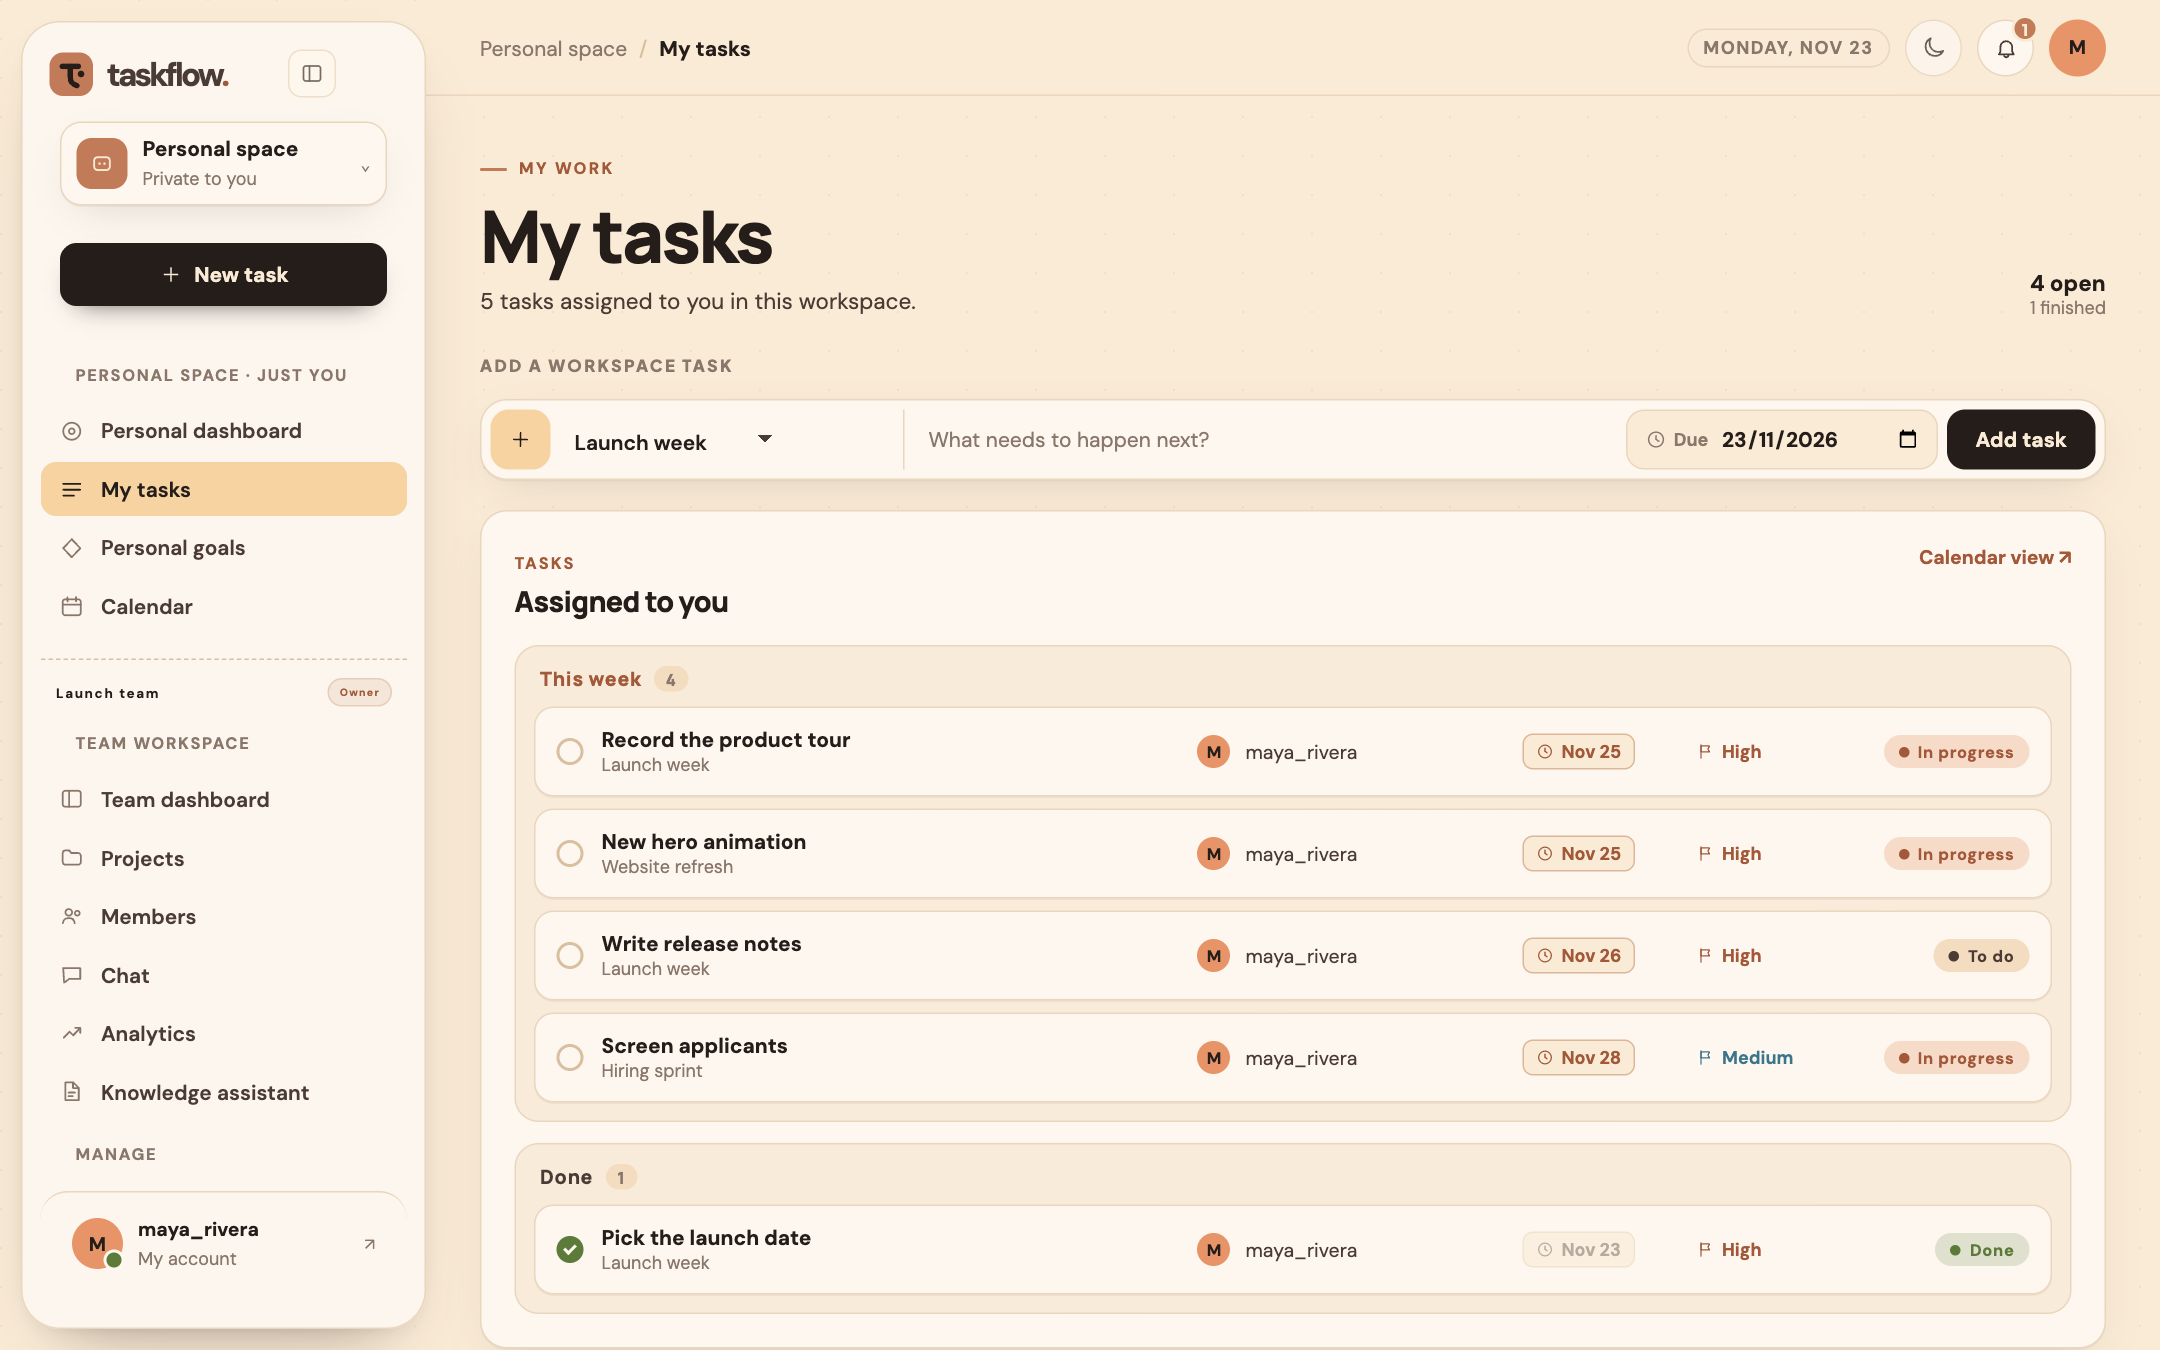 taskflow.
Personal space
Private to you
+ New task
PERSONAL SPACE · JUST YOU
Personal dashboard
My tasks
Personal goals
Calendar
Launch team
Owner
TEAM WORKSPACE
Team dashboard
Projects
Members
Chat
Analytics
Knowledge assistant
MANAGE
M
maya_rivera
My account
Personal space / My tasks
MONDAY, NOV 23
1
M
MY WORK
My tasks
5 tasks assigned to you in this workspace.
4 open
1 finished
ADD A WORKSPACE TASK
+ Launch week What needs to happen next? Due 23/11/2026 Add task
TASKS
Calendar view
Assigned to you
This week 4
Record the product tour
Launch week
M maya_rivera Nov 25 High In progress
New hero animation
Website refresh
M maya_rivera Nov 25 High In progress
Write release notes
Launch week
M maya_rivera Nov 26 High To do
Screen applicants
Hiring sprint
M maya_rivera Nov 28 Medium In progress
Done 1
Pick the launch date
Launch week
M maya_rivera Nov 23 High Done